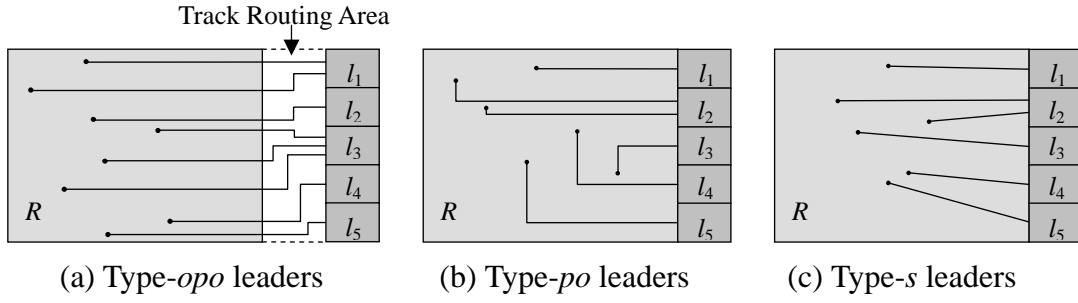 Track Routing Area
R
l1
l2
l3
l4
l5
R
l1
l2
l3
l4
l5
R
l1
l2
l3
l4
l5
(a) Type-opo leaders
(b) Type-po leaders
(c) Type-s leaders